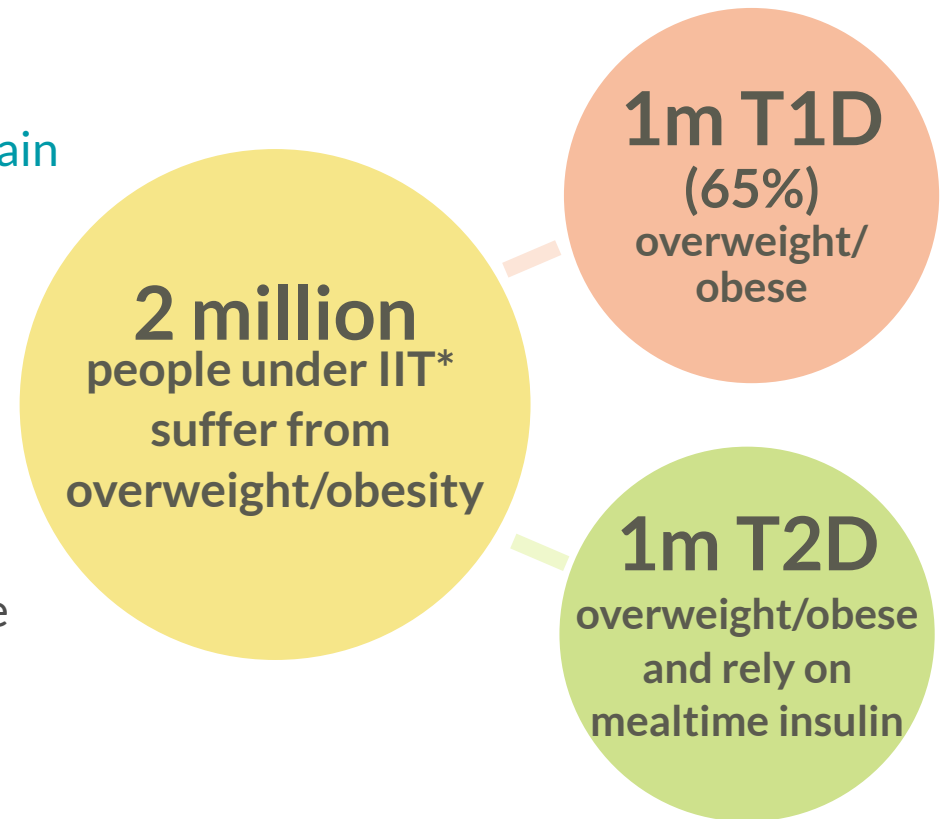 ain
2 million
people under IIT*
suffer from
overweight/obesity
e
1m T1D
(65%)
overweight/
obese
1m T2D
overweight/obese
and rely on
mealtime insulin